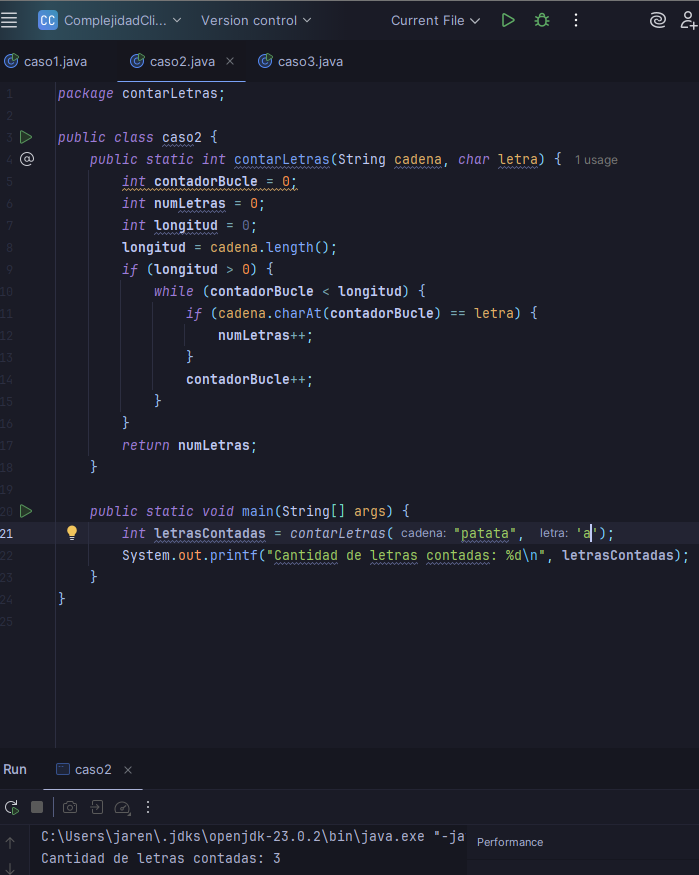 CC ComplejidadCli... Version control Current File
caso1.java caso2.java × caso3.java
1 package contarLetras;
2
3 public class caso2 {
4 public static int contarLetras(String cadena, char letra) { 1 usage
5 int contadorBucle = 0;
6 int numLetras = 0;
7 int longitud = 0;
8 longitud = cadena.length();
9 if (longitud > 0) {
10 while (contadorBucle < longitud) {
11 if (cadena.charAt(contadorBucle) == letra) {
12 numLetras++;
13 }
14 contadorBucle++;
15 }
16 }
17 return numLetras;
18 }
19
20 public static void main(String[] args) {
21 int letrasContadas = contarLetras( cadena: "patata", letra: 'a');
22 System.out.printf("Cantidad de letras contadas: %d\n", letrasContadas);
23 }
24 }
25
Run caso2 ×
C:\Users\jaren\.jdks\openjdk-23.0.2\bin\java.exe "-ja
Performance
Cantidad de letras contadas: 3